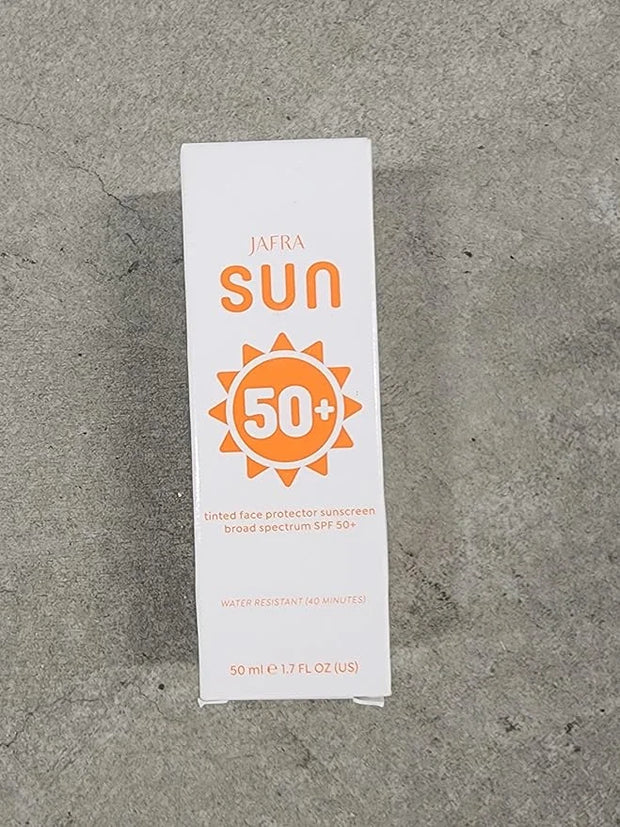 JAFRA
sun
50+
tinted face protector sunscreen
broad spectrum SPF 50+
WATER RESISTANT (40 MINUTES)
50 ml ℮ 1.7 FL OZ (US)